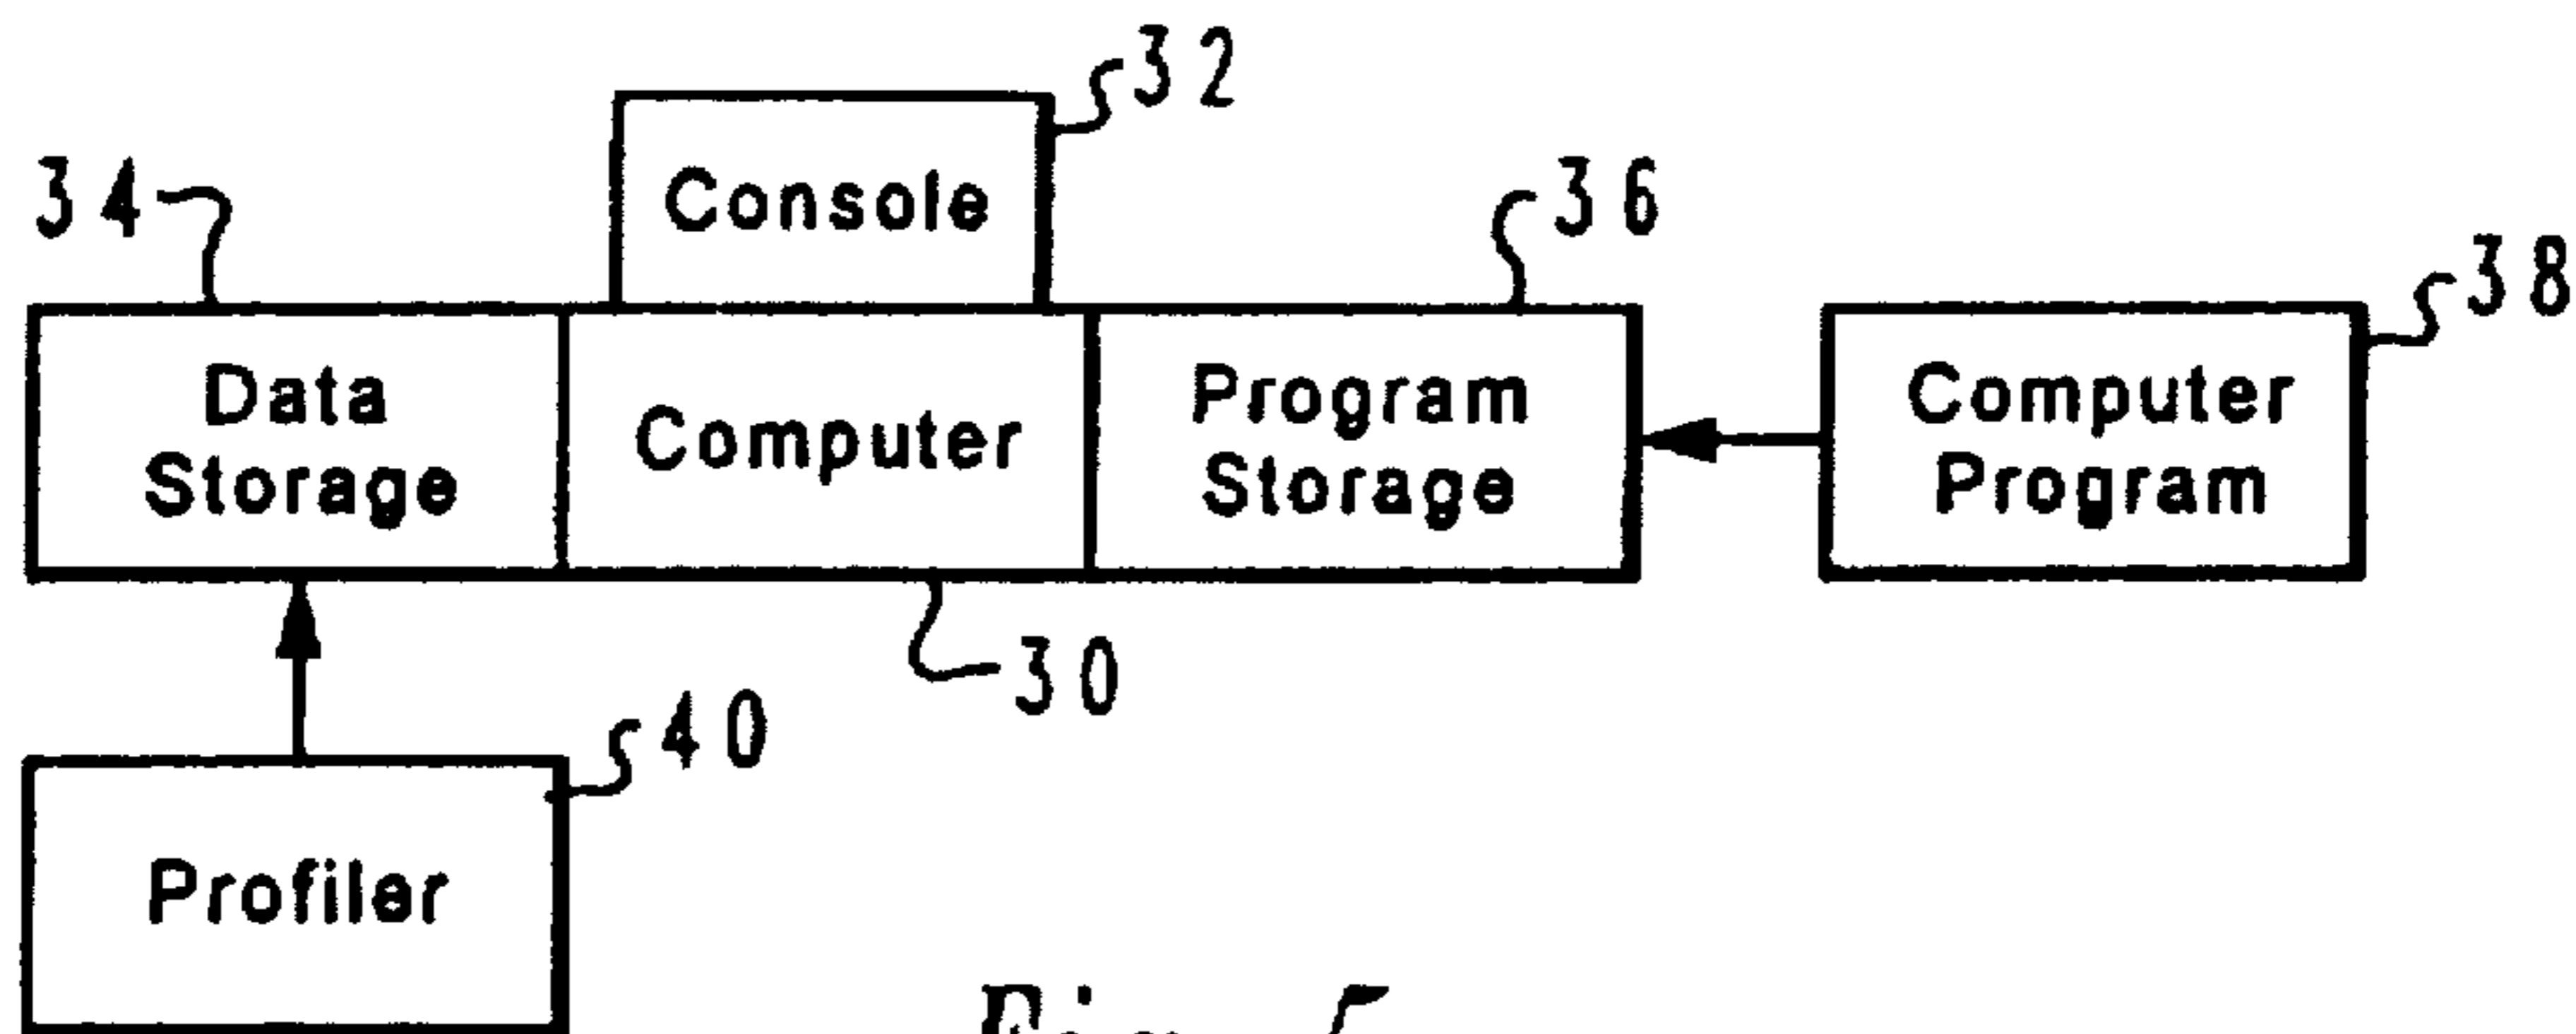 32
Console
34
36
38
Data
Storage
Computer
Program
Storage
Computer
Program
30
40
Profiler